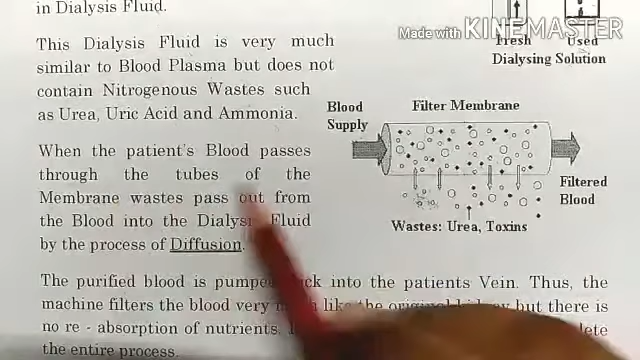 in Dialysis Fluid.
Made with KINEMASTER
Fresh Used
Dialysing Solution
This Dialysis Fluid is very much
similar to Blood Plasma but does not
contain Nitrogenous Wastes such
as Urea, Uric Acid and Ammonia.
Blood Supply
Filter Membrane
Filtered Blood
Wastes: Urea, Toxins
When the patient's Blood passes
through the tubes of the
Membrane wastes pass out from
the Blood into the Dialysis Fluid
by the process of Diffusion.
The purified blood is pumped back into the patients Vein. Thus, the
machine filters the blood very much like the original kidney but there is
no re - absorption of nutrients.
the entire process.